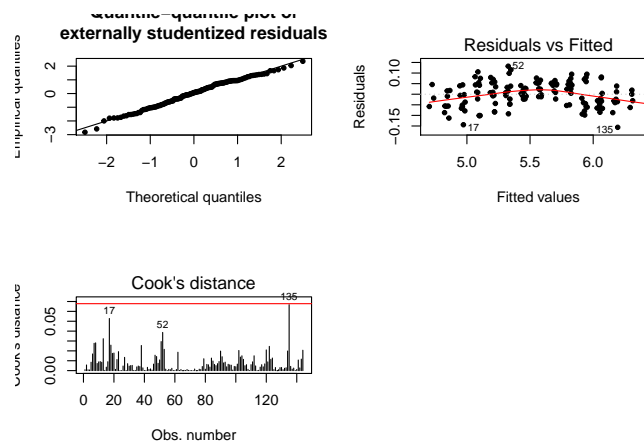 Quantile−quantile plot of
externally studentized residuals
Empirical quantiles
−3
0
2
−2
−1
0
1
2
Theoretical quantiles
Residuals vs Fitted
Residuals
−0.15
0.10
52
17
135
5.0
5.5
6.0
Fitted values
Cook's distance
Cook's distance
0.00
0.05
17
52
135
0
20
40
60
80
120
Obs. number